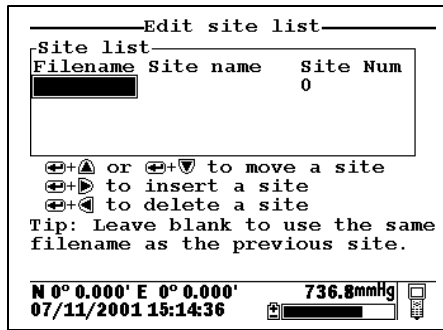 Edit site list
Site list
Filename Site name Site Num
0
+ or + to move a site
+ to insert a site
+ to delete a site
Tip: Leave blank to use the same
filename as the previous site.
N 0° 0.000' E 0° 0.000' 736.8mmHg
07/11/2001 15:14:36